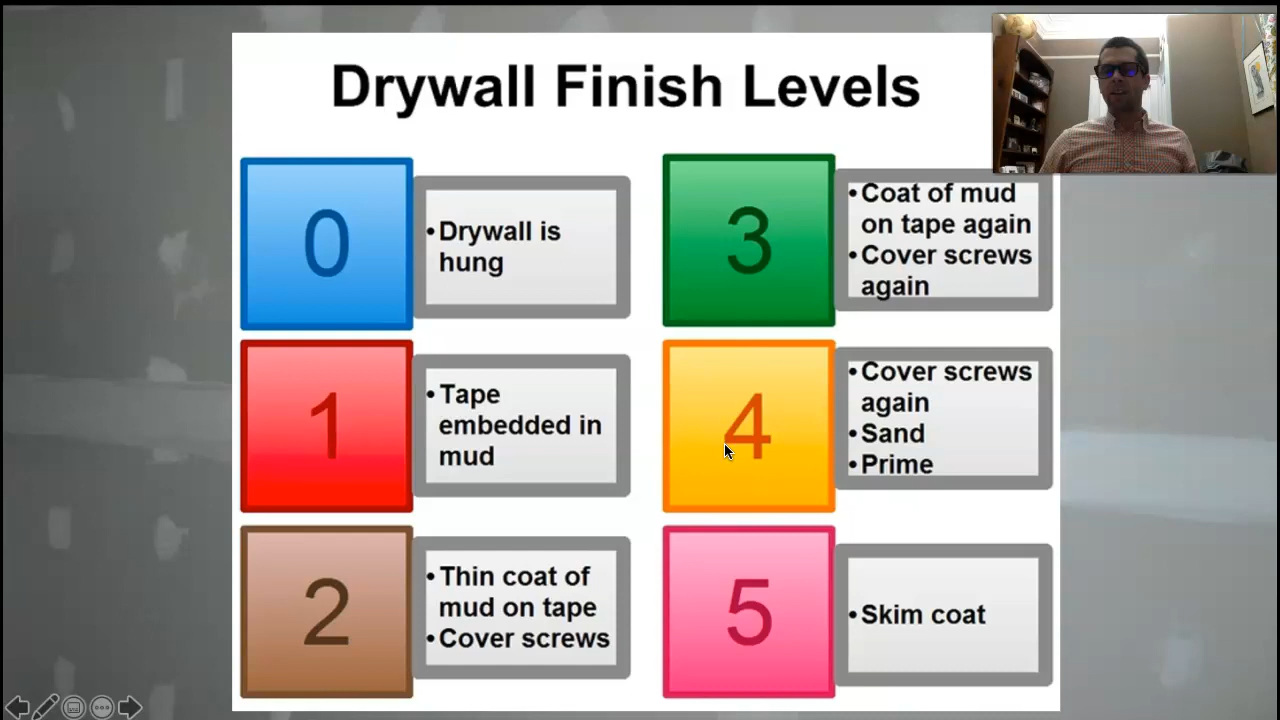 Drywall Finish Levels
0
• Drywall is
hung
1
• Tape
embedded in
mud
2
• Thin coat of
mud on tape
• Cover screws
3
• Coat of mud
on tape again
• Cover screws
again
4
• Cover screws
again
• Sand
• Prime
5
• Skim coat